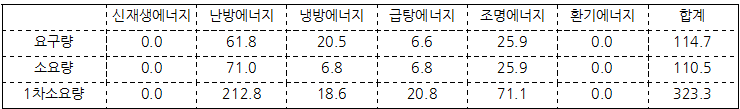 신재생에너지 난방에너지 냉방에너지 급탕에너지 조명에너지 환기에너지 합계
요구량 0.0 61.8 20.5 6.6 25.9 0.0 114.7
소요량 0.0 71.0 6.8 6.8 25.9 0.0 110.5
1차소요량 0.0 212.8 18.6 20.8 71.1 0.0 323.3